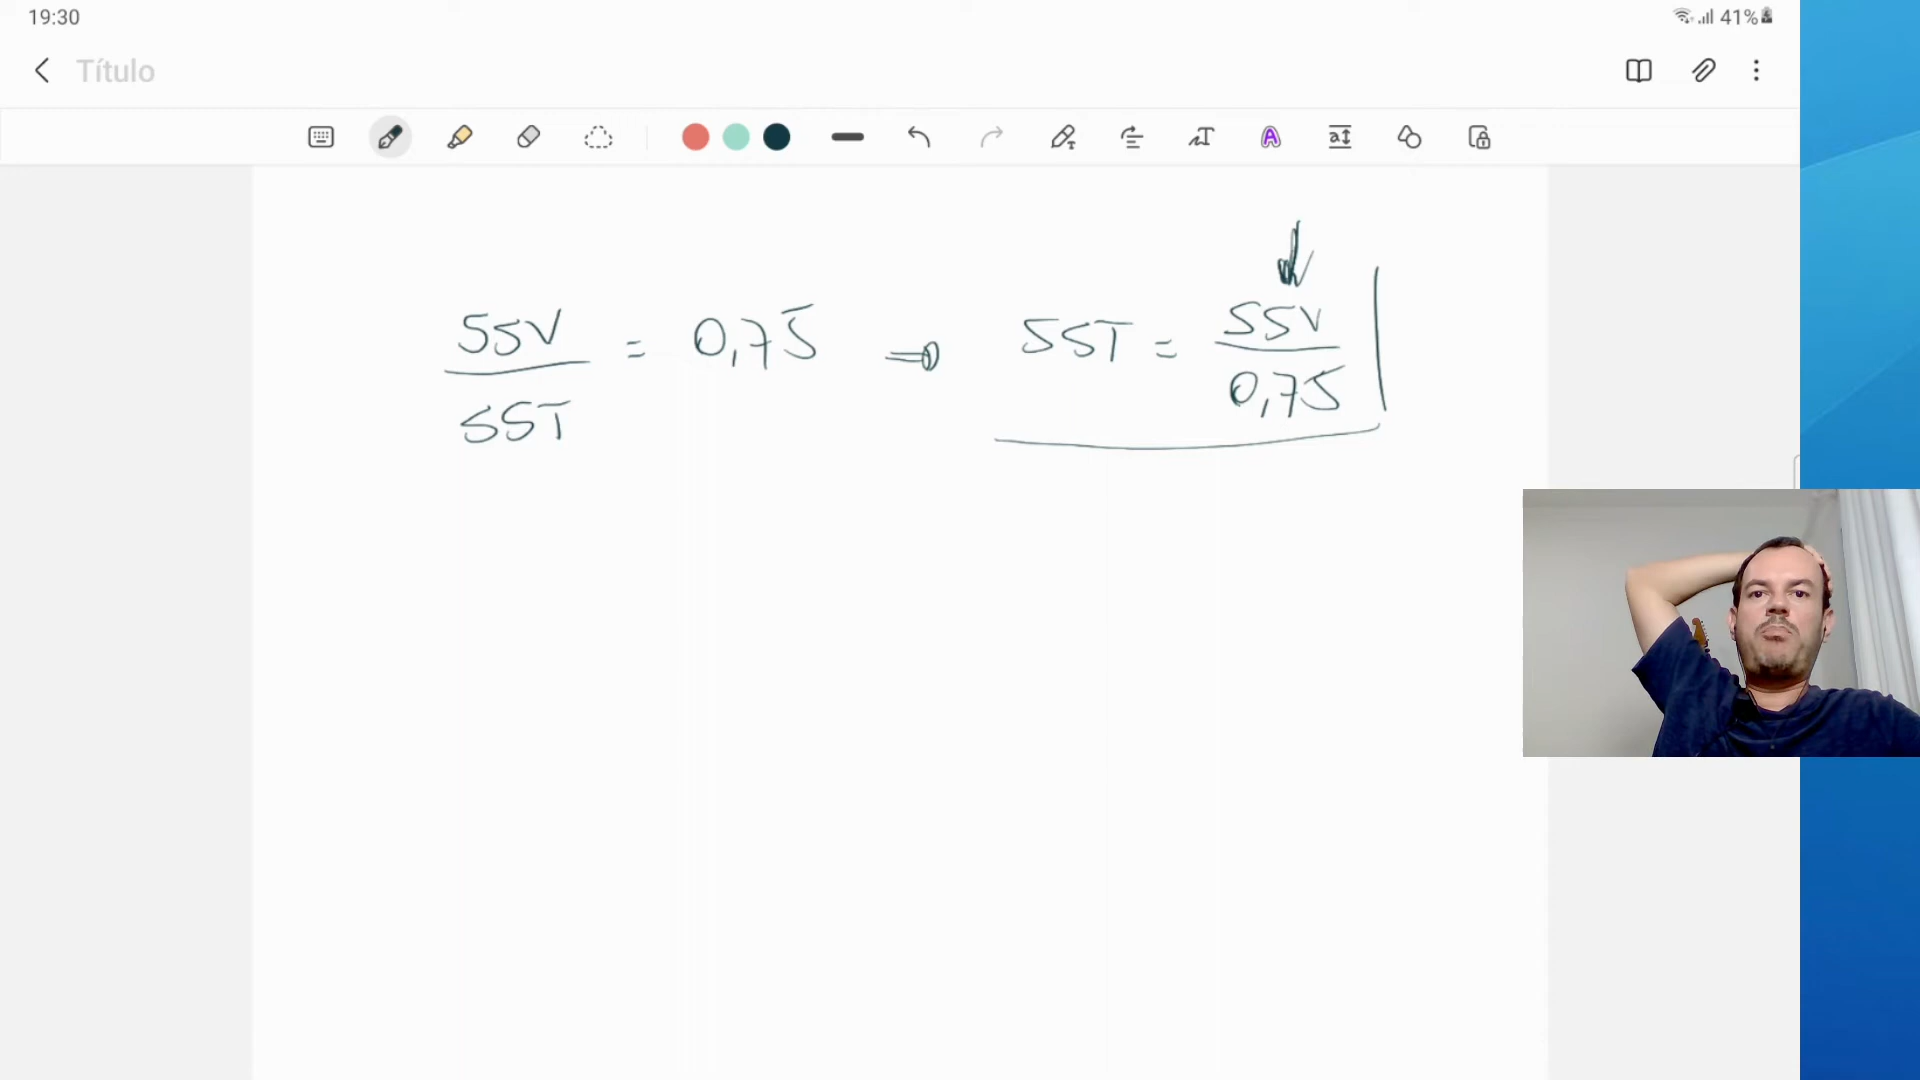 19:30
41%
Título
SSV / SST = 0,75 ⇒ SST = SSV / 0,75